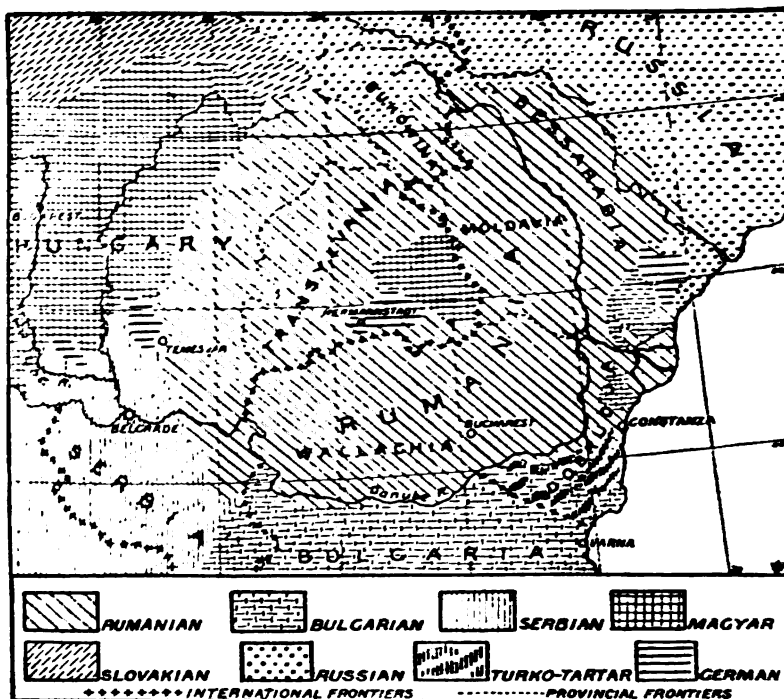 RUSSIA
BUKOWINA
BESSARABIA
BUDAPEST
HUNGARY
TRANSYLVANIA
MOLDAVIA
HERMANNSTADT
TEMESVAR
RUMANIA
BELGRADE
WALLACHIA
BUCHAREST
CONSTANZA
DOBRUDJA
SERBIA
Danube R.
BULGARIA
VARNA
RUMANIAN BULGARIAN SERBIAN MAGYAR
SLOVAKIAN RUSSIAN TURKO-TARTAR GERMAN
INTERNATIONAL FRONTIERS PROVINCIAL FRONTIERS